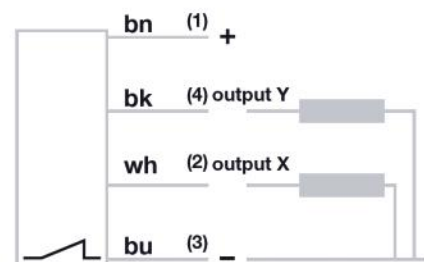 bn (1) +
bk (4) output Y
wh (2) output X
bu (3) −